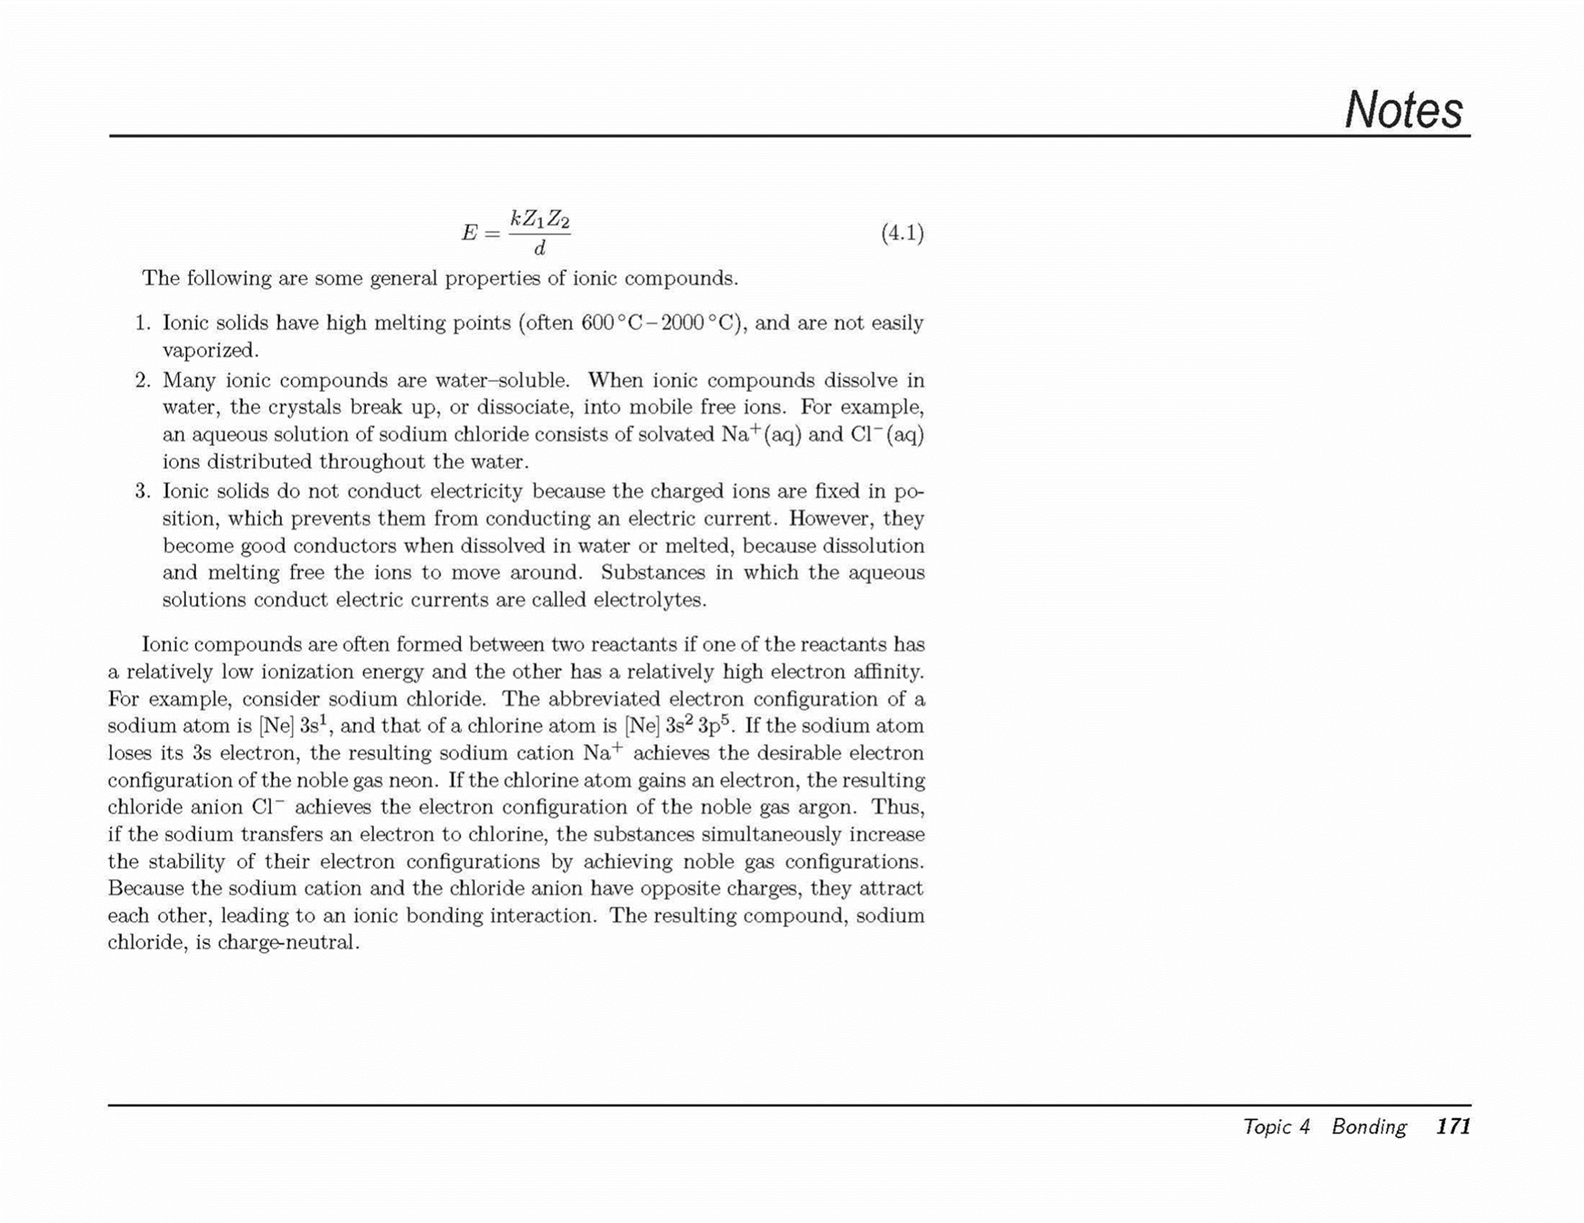 Notes
E = kZ₁Z₂/d (4.1)
The following are some general properties of ionic compounds.
1. Ionic solids have high melting points (often 600 °C – 2000 °C), and are not easily
vaporized.
2. Many ionic compounds are water–soluble. When ionic compounds dissolve in
water, the crystals break up, or dissociate, into mobile free ions. For example,
an aqueous solution of sodium chloride consists of solvated Na⁺(aq) and Cl⁻(aq)
ions distributed throughout the water.
3. Ionic solids do not conduct electricity because the charged ions are fixed in po-
sition, which prevents them from conducting an electric current. However, they
become good conductors when dissolved in water or melted, because dissolution
and melting free the ions to move around. Substances in which the aqueous
solutions conduct electric currents are called electrolytes.
Ionic compounds are often formed between two reactants if one of the reactants has
a relatively low ionization energy and the other has a relatively high electron affinity.
For example, consider sodium chloride. The abbreviated electron configuration of a
sodium atom is [Ne] 3s¹, and that of a chlorine atom is [Ne] 3s² 3p⁵. If the sodium atom
loses its 3s electron, the resulting sodium cation Na⁺ achieves the desirable electron
configuration of the noble gas neon. If the chlorine atom gains an electron, the resulting
chloride anion Cl⁻ achieves the electron configuration of the noble gas argon. Thus,
if the sodium transfers an electron to chlorine, the substances simultaneously increase
the stability of their electron configurations by achieving noble gas configurations.
Because the sodium cation and the chloride anion have opposite charges, they attract
each other, leading to an ionic bonding interaction. The resulting compound, sodium
chloride, is charge-neutral.
Topic 4 Bonding 171